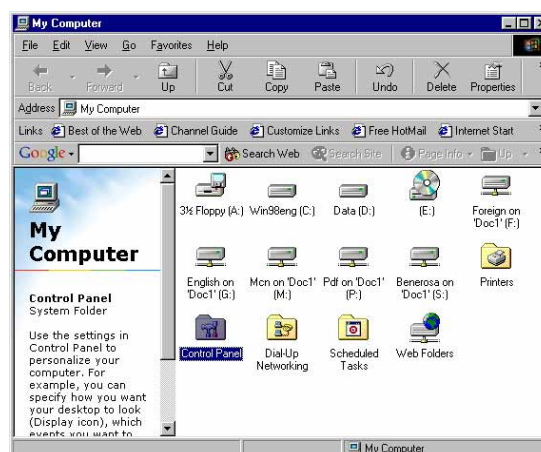 My Computer
File Edit View Go Favorites Help
Back Forward Up Cut Copy Paste Undo Delete Properties
Address My Computer
Links Best of the Web Channel Guide Customize Links Free HotMail Internet Start
Google Search Web Search Site Page Info Up
My
Computer
Control Panel
System Folder
Use the settings in
Control Panel to
personalize your
computer. For
example, you can
specify how you want
your desktop to look
(Display icon), which
events you want to
3½ Floppy (A:) Win98eng (C:) Data (D:) (E:) Foreign on
'Doc1' (F:)
English on Mcn on 'Doc1' Pdf on 'Doc1' Benerosa on Printers
'Doc1' (G:) (M:) (P:) 'Doc1' (S:)
Control Panel Dial-Up Scheduled Web Folders
Networking Tasks
My Computer